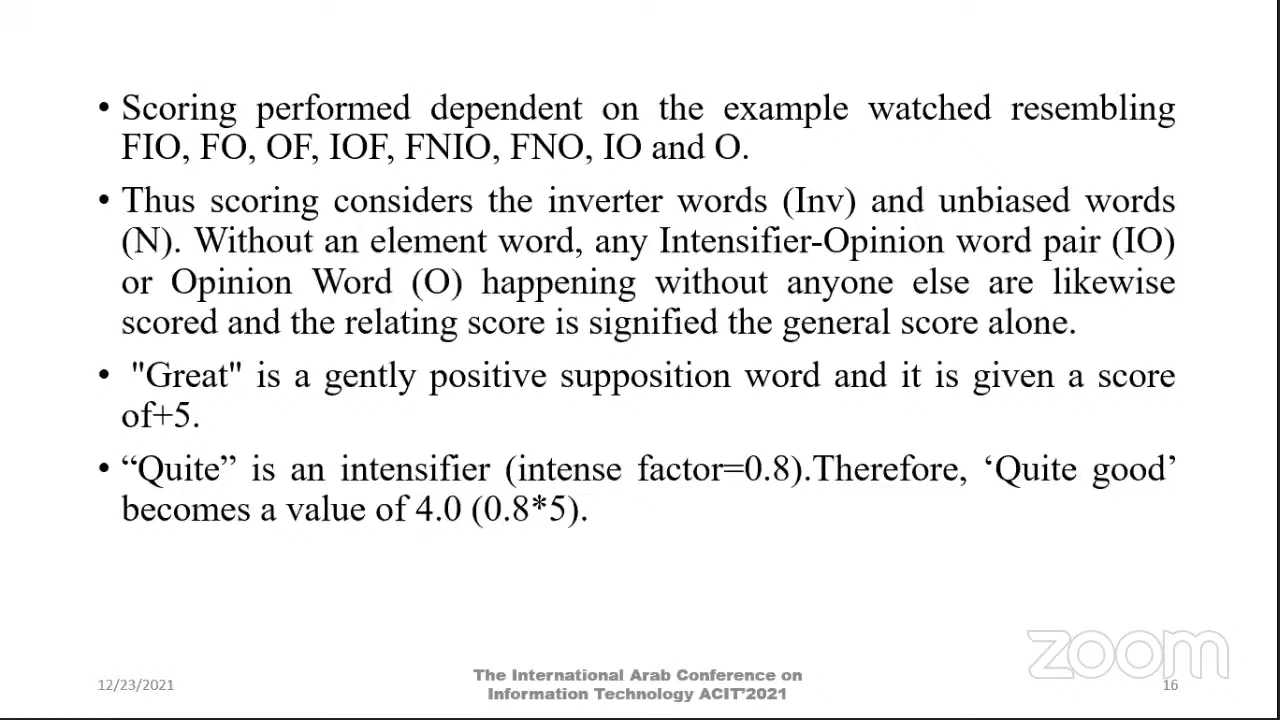 • Scoring performed dependent on the example watched resembling
FIO, FO, OF, IOF, FNIO, FNO, IO and O.
• Thus scoring considers the inverter words (Inv) and unbiased words
(N). Without an element word, any Intensifier-Opinion word pair (IO)
or Opinion Word (O) happening without anyone else are likewise
scored and the relating score is signified the general score alone.
• "Great" is a gently positive supposition word and it is given a score
of+5.
• “Quite” is an intensifier (intense factor=0.8).Therefore, ‘Quite good’
becomes a value of 4.0 (0.8*5).
zoom
12/23/2021
The International Arab Conference on
Information Technology ACIT’2021
16